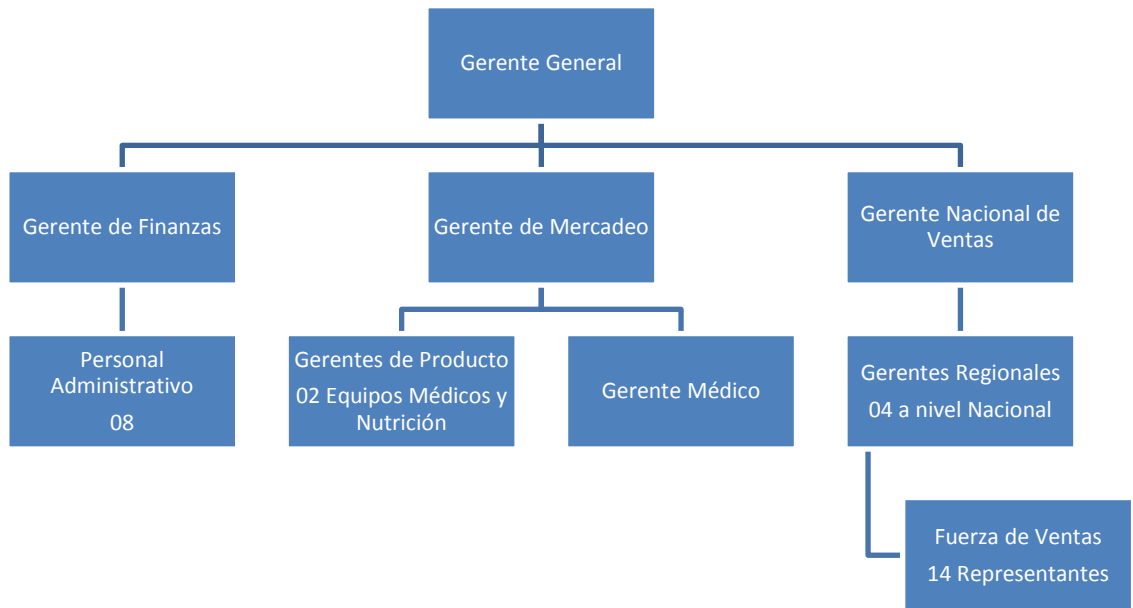 Gerente General
Gerente de Finanzas
Gerente de Mercadeo
Gerente Nacional de
Ventas
Personal
Administrativo
08
Gerentes de Producto
02 Equipos Médicos y
Nutrición
Gerente Médico
Gerentes Regionales
04 a nivel Nacional
Fuerza de Ventas
14 Representantes